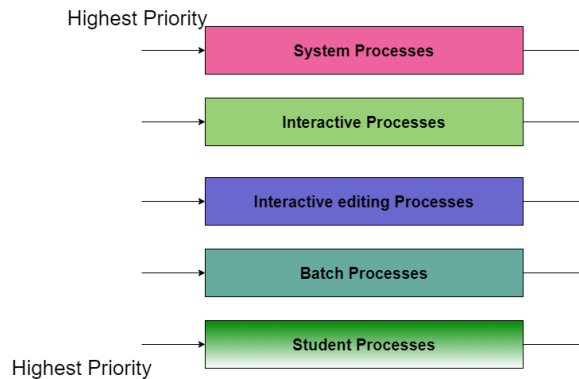 Highest Priority
System Processes
Interactive Processes
Interactive editing Processes
Batch Processes
Student Processes
Highest Priority